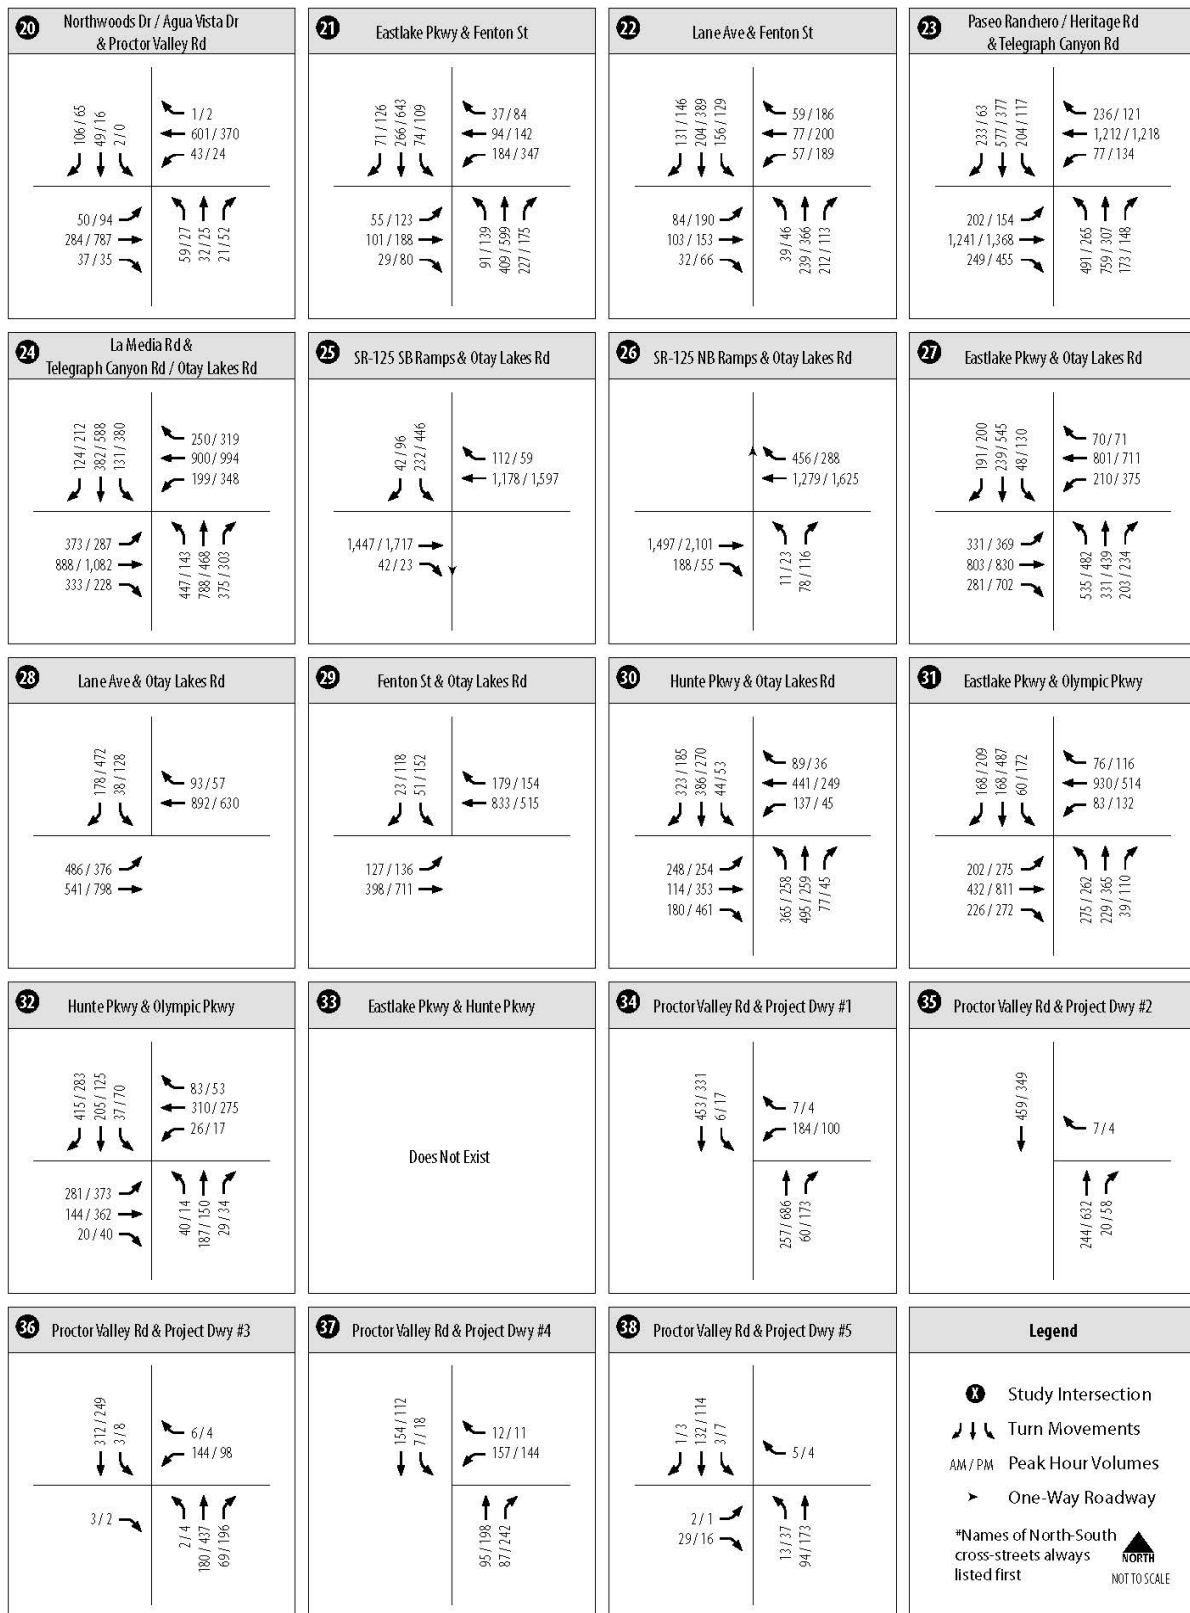 20
Northwoods Dr / Agua Vista Dr
& Proctor Valley Rd
106 / 65
49 / 16
2 / 0
1 / 2
601 / 370
43 / 24
50 / 94
284 / 787
37 / 35
59 / 27
32 / 25
21 / 52
21
Eastlake Pkwy & Fenton St
71 / 126
266 / 643
74 / 109
37 / 84
94 / 142
184 / 347
55 / 123
101 / 188
29 / 80
91 / 139
409 / 599
227 / 175
22
Lane Ave & Fenton St
131 / 146
204 / 389
156 / 129
59 / 186
77 / 200
57 / 189
84 / 190
103 / 153
32 / 66
39 / 46
239 / 366
212 / 113
23
Paseo Ranchero / Heritage Rd
& Telegraph Canyon Rd
233 / 63
577 / 377
204 / 117
236 / 121
1,212 / 1,218
77 / 134
202 / 154
1,241 / 1,368
249 / 455
491 / 265
759 / 307
173 / 148
24
La Media Rd &
Telegraph Canyon Rd / Otay Lakes Rd
124 / 212
382 / 588
131 / 380
250 / 319
900 / 994
199 / 348
373 / 287
888 / 1,082
333 / 228
447 / 143
788 / 468
375 / 303
25
SR-125 SB Ramps & Otay Lakes Rd
42 / 96
232 / 446
112 / 59
1,178 / 1,597
1,447 / 1,717
42 / 23
26
SR-125 NB Ramps & Otay Lakes Rd
456 / 288
1,279 / 1,625
1,497 / 2,101
188 / 55
11 / 23
78 / 116
27
Eastlake Pkwy & Otay Lakes Rd
191 / 200
239 / 545
48 / 130
70 / 71
801 / 711
210 / 375
331 / 369
803 / 830
281 / 702
535 / 482
331 / 439
203 / 234
28
Lane Ave & Otay Lakes Rd
178 / 472
38 / 128
93 / 57
892 / 630
486 / 376
541 / 798
29
Fenton St & Otay Lakes Rd
23 / 118
51 / 152
179 / 154
833 / 515
127 / 136
398 / 711
30
Hunte Pkwy & Otay Lakes Rd
323 / 185
386 / 270
44 / 53
89 / 36
441 / 249
137 / 45
248 / 254
114 / 353
180 / 461
365 / 258
495 / 259
77 / 45
31
Eastlake Pkwy & Olympic Pkwy
168 / 209
168 / 487
60 / 172
76 / 116
930 / 514
83 / 132
202 / 275
432 / 811
226 / 272
275 / 262
229 / 365
39 / 110
32
Hunte Pkwy & Olympic Pkwy
415 / 283
205 / 125
37 / 70
83 / 53
310 / 275
26 / 17
281 / 373
144 / 362
20 / 40
40 / 14
187 / 150
29 / 34
33
Eastlake Pkwy & Hunte Pkwy
Does Not Exist
34
Proctor Valley Rd & Project Dwy #1
453 / 331
6 / 17
7 / 4
184 / 100
257 / 686
60 / 173
35
Proctor Valley Rd & Project Dwy #2
459 / 349
7 / 4
244 / 632
20 / 58
36
Proctor Valley Rd & Project Dwy #3
312 / 249
3 / 8
6 / 4
144 / 98
3 / 2
2 / 4
180 / 437
69 / 196
37
Proctor Valley Rd & Project Dwy #4
154 / 112
7 / 18
12 / 11
157 / 144
95 / 198
87 / 242
38
Proctor Valley Rd & Project Dwy #5
1 / 3
132 / 114
3 / 7
5 / 4
2 / 1
29 / 16
13 / 37
94 / 173
Legend
X Study Intersection
Turn Movements
AM / PM Peak Hour Volumes
One-Way Roadway
*Names of North-South
cross-streets always
listed first
NORTH
NOT TO SCALE